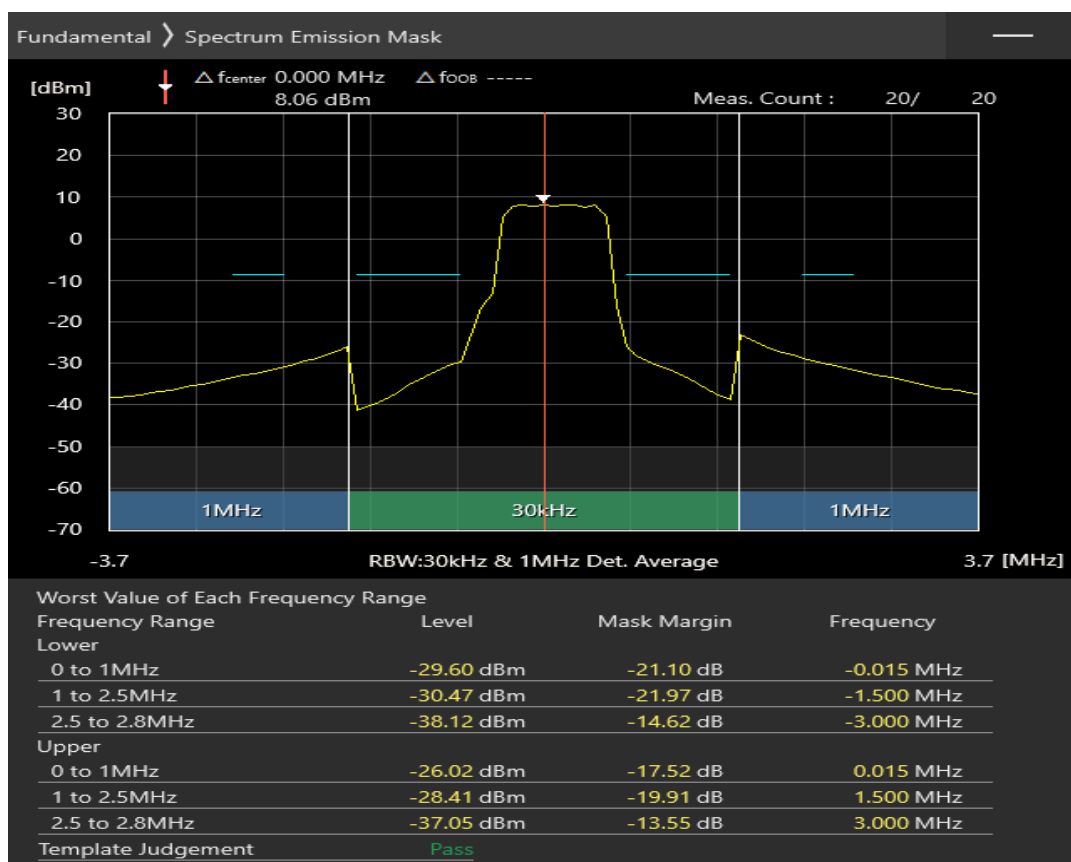 Fundamental 〉 Spectrum Emission Mask
[dBm] △ fcenter 0.000 MHz △ fOOB -----
8.06 dBm Meas. Count : 20/ 20
30
20
10
0
-10
-20
-30
-40
-50
-60
-70
1MHz 30kHz 1MHz
-3.7 RBW:30kHz & 1MHz Det. Average 3.7 [MHz]
Worst Value of Each Frequency Range
Frequency Range Level Mask Margin Frequency
Lower
0 to 1MHz -29.60 dBm -21.10 dB -0.015 MHz
1 to 2.5MHz -30.47 dBm -21.97 dB -1.500 MHz
2.5 to 2.8MHz -38.12 dBm -14.62 dB -3.000 MHz
Upper
0 to 1MHz -26.02 dBm -17.52 dB 0.015 MHz
1 to 2.5MHz -28.41 dBm -19.91 dB 1.500 MHz
2.5 to 2.8MHz -37.05 dBm -13.55 dB 3.000 MHz
Template Judgement Pass